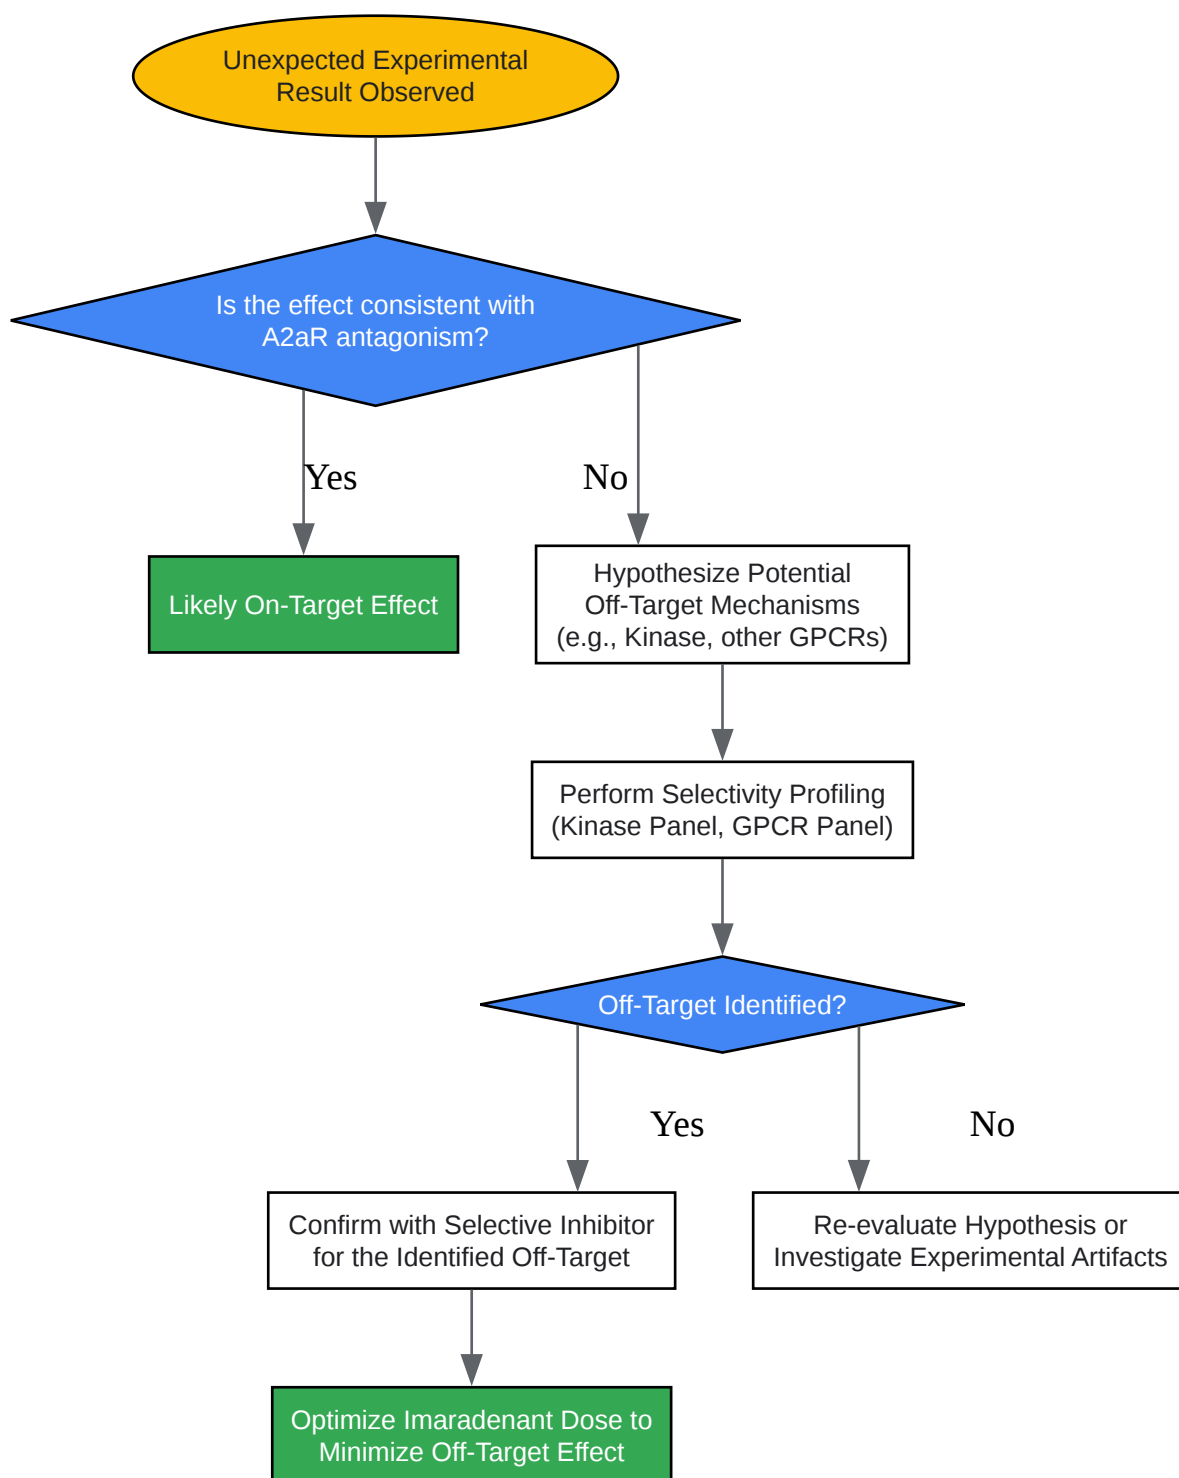 Unexpected Experimental
Result Observed
Is the effect consistent with
A2aR antagonism?
Yes
No
Likely On-Target Effect
Hypothesize Potential
Off-Target Mechanisms
(e.g., Kinase, other GPCRs)
Perform Selectivity Profiling
(Kinase Panel, GPCR Panel)
Off-Target Identified?
Yes
No
Confirm with Selective Inhibitor
for the Identified Off-Target
Re-evaluate Hypothesis or
Investigate Experimental Artifacts
Optimize Imaradenant Dose to
Minimize Off-Target Effect